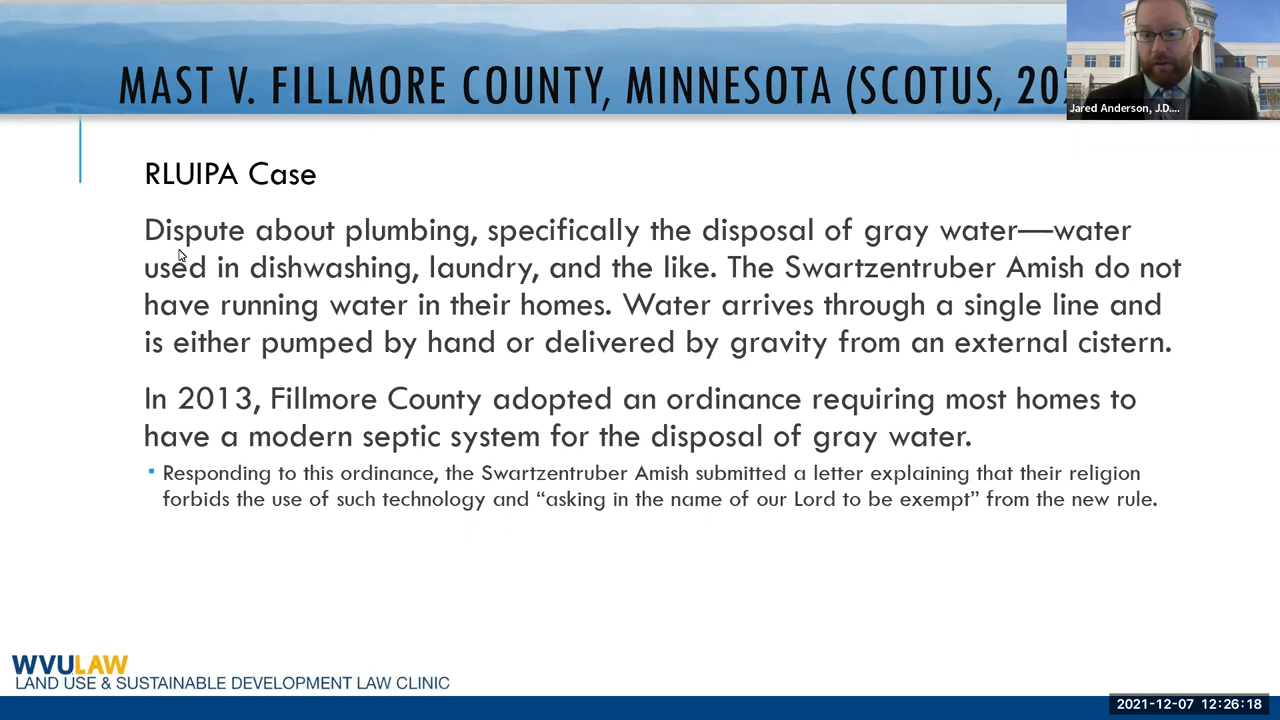 MAST V. FILLMORE COUNTY, MINNESOTA (SCOTUS, 20
Jared Anderson, J.D....
RLUIPA Case
Dispute about plumbing, specifically the disposal of gray water—water
used in dishwashing, laundry, and the like. The Swartzentruber Amish do not
have running water in their homes. Water arrives through a single line and
is either pumped by hand or delivered by gravity from an external cistern.
In 2013, Fillmore County adopted an ordinance requiring most homes to
have a modern septic system for the disposal of gray water.
Responding to this ordinance, the Swartzentruber Amish submitted a letter explaining that their religion
forbids the use of such technology and “asking in the name of our Lord to be exempt” from the new rule.
WVULAW
LAND USE & SUSTAINABLE DEVELOPMENT LAW CLINIC
2021-12-07 12:26:18